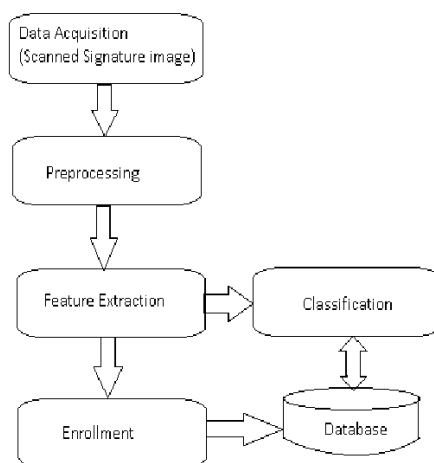 Data Acquisition
(Scanned Signature image)
Preprocessing
Feature Extraction
Classification
Enrollment
Database